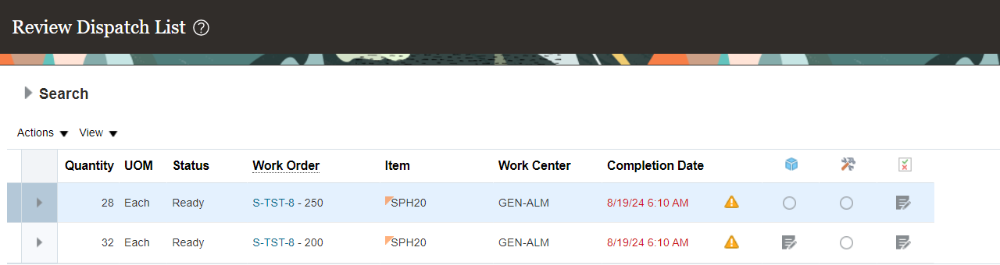 Review Dispatch List ?
Search
Actions View
Quantity UOM Status Work Order Item Work Center Completion Date
28 Each Ready S-TST-8 - 250 SPH20 GEN-ALM 8/19/24 6:10 AM
32 Each Ready S-TST-8 - 200 SPH20 GEN-ALM 8/19/24 6:10 AM